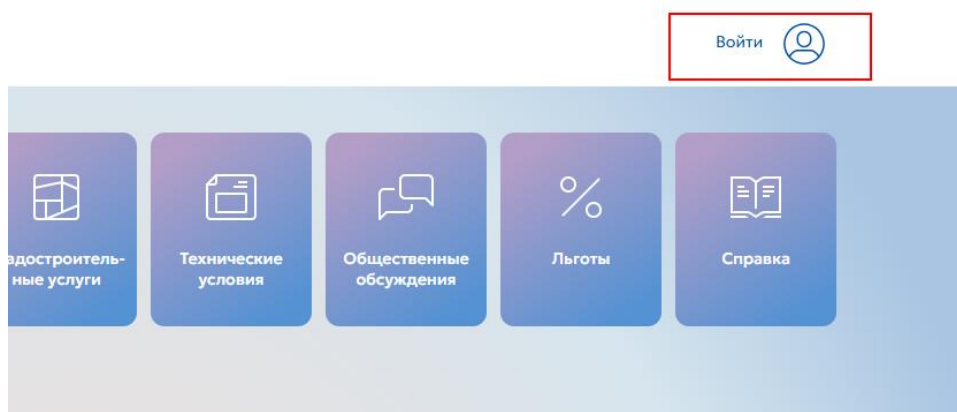 Войти
адостроитель-
ные услуги
Технические
условия
Общественные
обсуждения
Льготы
Справка